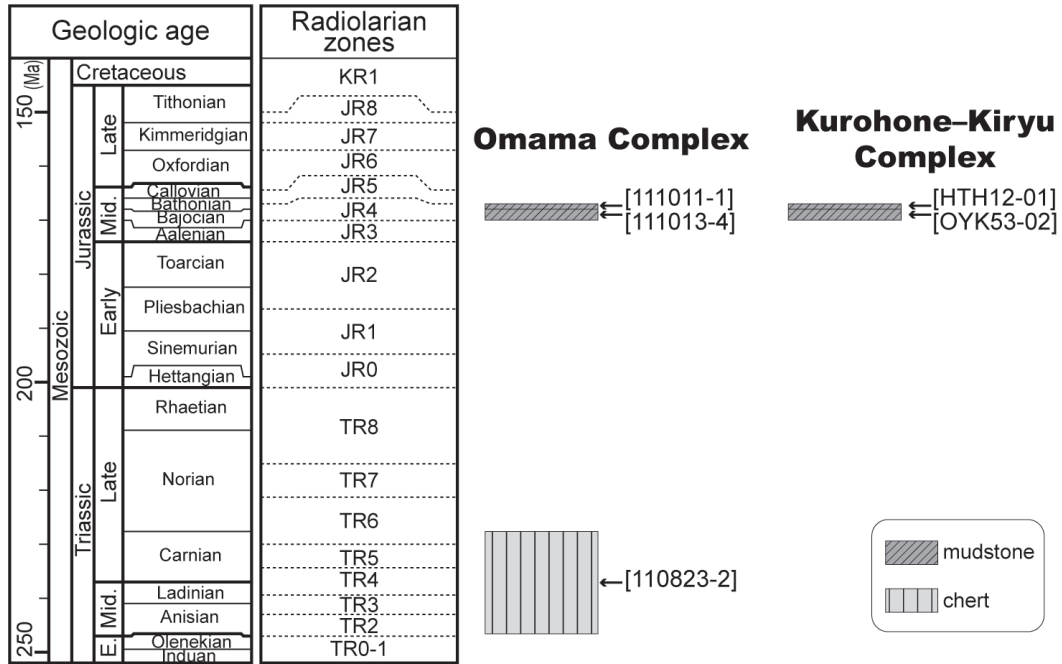 Geologic age
Radiolarian
zones
(Ma)
150
200
250
Mesozoic
Cretaceous
Jurassic
Triassic
Late
Mid.
Early
Late
Mid.
E.
Tithonian
Kimmeridgian
Oxfordian
Callovian
Bathonian
Bajocian
Aalenian
Toarcian
Pliesbachian
Sinemurian
Hettangian
Rhaetian
Norian
Carnian
Ladinian
Anisian
Olenekian
Induan
KR1
JR8
JR7
JR6
JR5
JR4
JR3
JR2
JR1
JR0
TR8
TR7
TR6
TR5
TR4
TR3
TR2
TR0-1
Omama Complex
[111011-1]
[111013-4]
[110823-2]
Kurohone–Kiryu
Complex
[HTH12-01]
[OYK53-02]
mudstone
chert